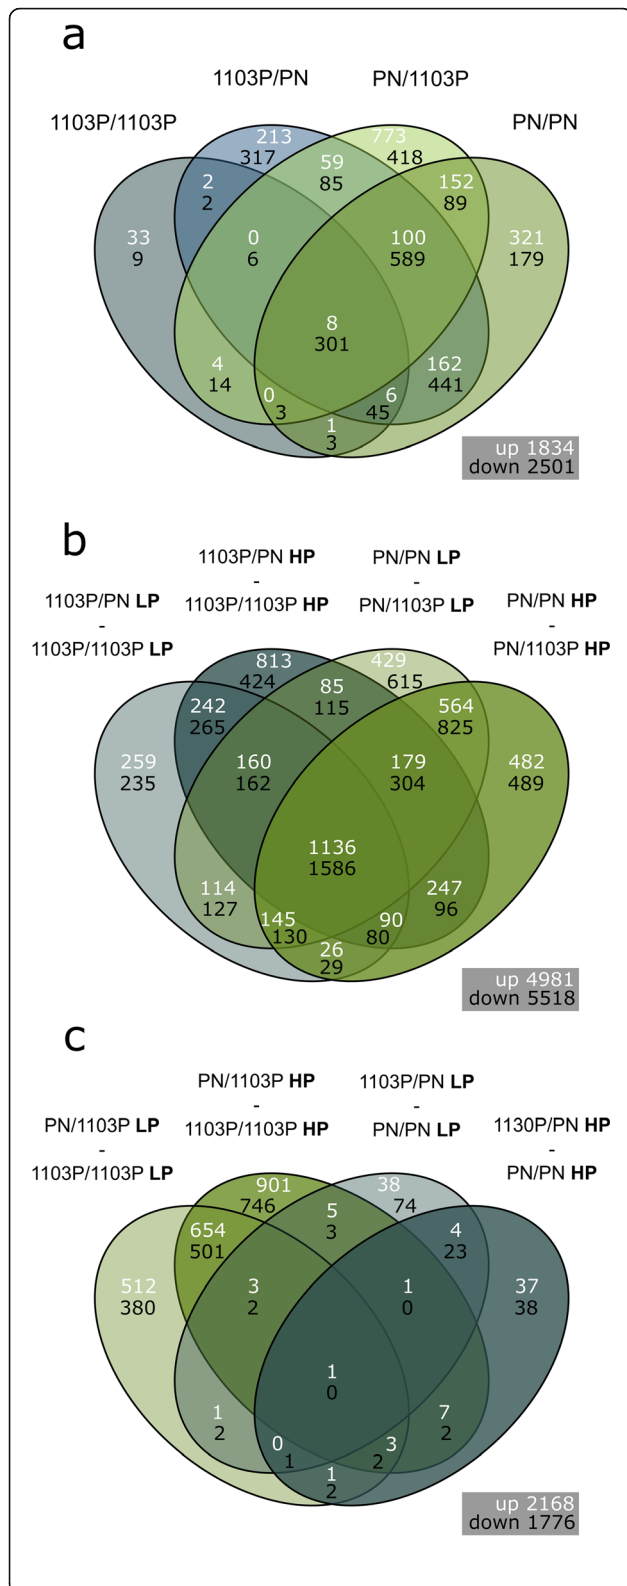 a
1103P/PN PN/1103P
1103P/1103P PN/PN
213 773
317 59 418
2 85 152
2 89
33 0 100 321
9 6 589 179
8
301
4 162
14 0 6 441
3 1 45
3
up 1834
down 2501
b
1103P/PN HP PN/PN LP
1103P/PN LP - - PN/PN HP
- 1103P/1103P HP PN/1103P LP -
1103P/1103P LP PN/1103P HP
813 429
424 85 615
242 115 564
265 825
259 160 179 482
235 162 304 489
1136
1586
114 247
127 145 90 96
130 26 80
29
up 4981
down 5518
c
PN/1103P HP 1103P/PN LP
PN/1103P LP - - 1130P/PN HP
- 1103P/1103P HP PN/PN LP -
1103P/1103P LP PN/PN HP
901 38
746 5 74
654 3 4
501 23
512 3 1 37
380 2 0 38
1
0
1 7
2 0 3 2
1 1 2
2
up 2168
down 1776